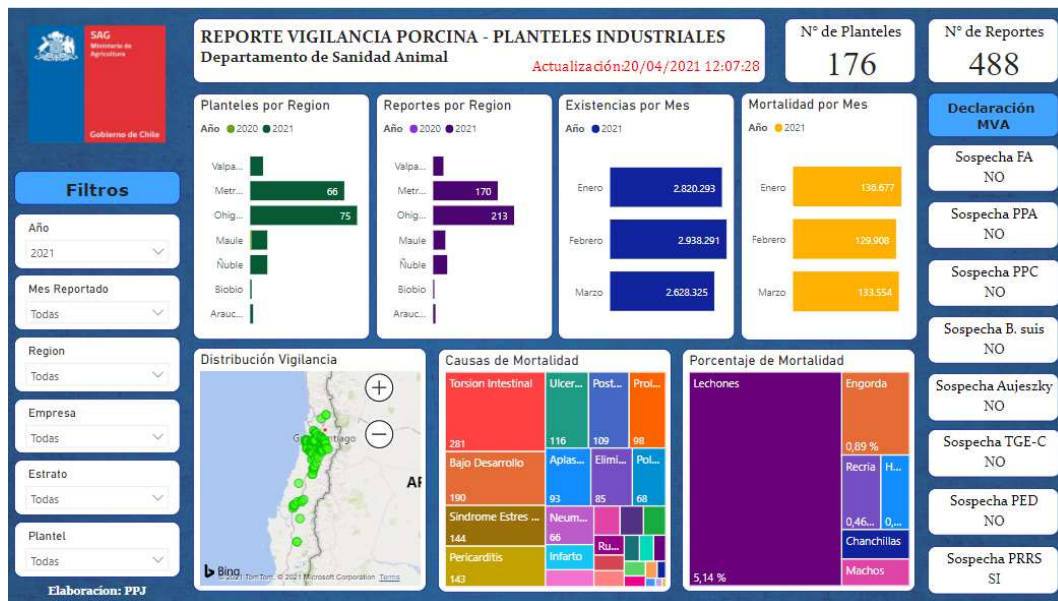 SAG
Ministerio de
Agricultura
Gobierno de Chile
REPORTE VIGILANCIA PORCINA - PLANTELES INDUSTRIALES
Departamento de Sanidad Animal
Actualización:20/04/2021 12:07:28
N° de Planteles
176
N° de Reportes
488
Filtros
Año
2021
Mes Reportado
Todas
Region
Todas
Empresa
Todas
Estrato
Todas
Plantel
Todas
Elaboracion: PPJ
Planteles por Region
Año 2020 2021
Valpa...
Metr... 66
Ohig... 75
Maule
Ñuble
Biobio
Arauc...
Reportes por Region
Año 2020 2021
Valpa...
Metr... 170
Ohig... 213
Maule
Ñuble
Biobio
Arauc...
Existencias por Mes
Año 2021
Enero 2.820.293
Febrero 2.938.291
Marzo 2.628.325
Mortalidad por Mes
Año 2021
Enero 136.677
Febrero 129.908
Marzo 133.554
Declaración
MVA
Sospecha FA
NO
Sospecha PPA
NO
Sospecha PPC
NO
Sospecha B. suis
NO
Sospecha Aujeszky
NO
Sospecha TGE-C
NO
Sospecha PED
NO
Sospecha PRRS
SI
Distribución Vigilancia
Bing
© 2021 TomTom, © 2021 Microsoft Corporation Terms
Causas de Mortalidad
Torsion Intestinal
281
Ulcer...
116
Post...
109
Prol...
98
Bajo Desarrollo
190
Aplas...
93
Elimi...
85
Pol...
68
Sindrome Estres ...
144
Neum...
66
Ru...
Pericarditis
143
Infarto
Porcentaje de Mortalidad
Lechones
5,14 %
Engorda
0,89 %
Recria
0,46...
H...
0,...
Chanchillas
Machos